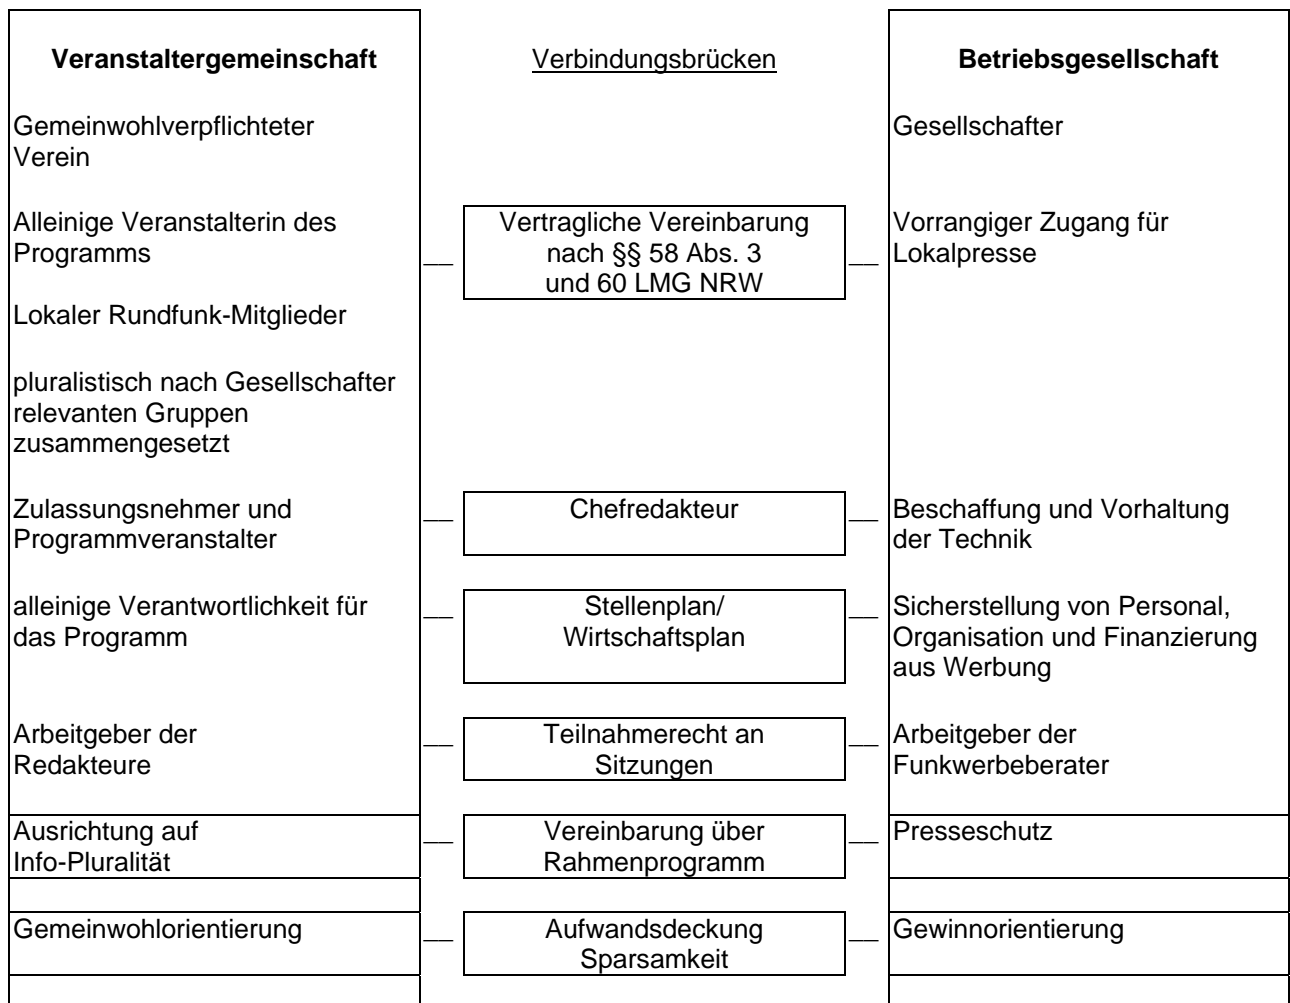 Veranstaltergemeinschaft
Verbindungsbrücken
Betriebsgesellschaft
Gemeinwohlverpflichteter
Verein
Gesellschafter
Alleinige Veranstalterin des
Programms
Vertragliche Vereinbarung
nach §§ 58 Abs. 3
und 60 LMG NRW
Vorrangiger Zugang für
Lokalpresse
Lokaler Rundfunk-Mitglieder
pluralistisch nach Gesellschafter
relevanten Gruppen
zusammengesetzt
Zulassungsnehmer und
Programmveranstalter
Chefredakteur
Beschaffung und Vorhaltung
der Technik
alleinige Verantwortlichkeit für
das Programm
Stellenplan/
Wirtschaftsplan
Sicherstellung von Personal,
Organisation und Finanzierung
aus Werbung
Arbeitgeber der
Redakteure
Teilnahmerecht an
Sitzungen
Arbeitgeber der
Funkwerbeberater
Ausrichtung auf
Info-Pluralität
Vereinbarung über
Rahmenprogramm
Presseschutz
Gemeinwohlorientierung
Aufwandsdeckung
Sparsamkeit
Gewinnorientierung